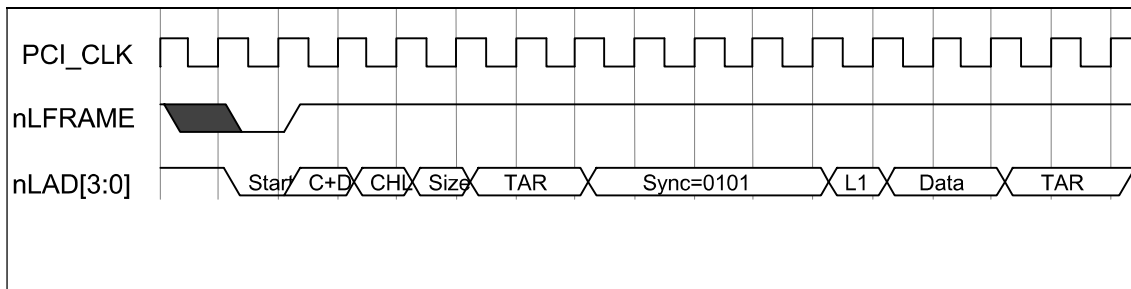 PCI_CLK
nLFRAME
nLAD[3:0] Start C+D CHL Size TAR Sync=0101 L1 Data TAR